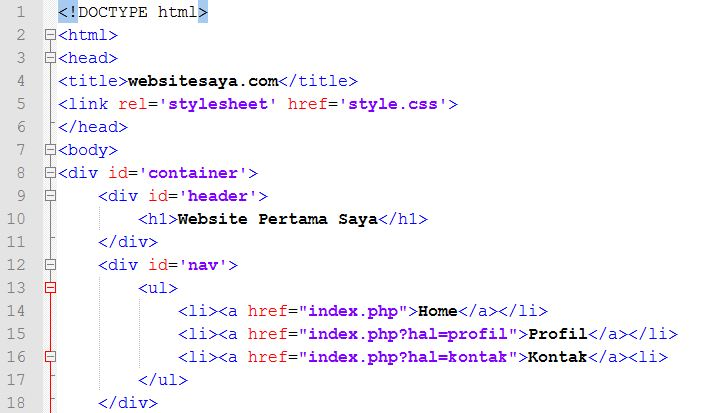 1 <!DOCTYPE html>
2 <html>
3 <head>
4 <title>websitesaya.com</title>
5 <link rel='stylesheet' href='style.css'>
6 </head>
7 <body>
8 <div id='container'>
9     <div id='header'>
10         <h1>Website Pertama Saya</h1>
11     </div>
12     <div id='nav'>
13         <ul>
14             <li><a href="index.php">Home</a></li>
15             <li><a href="index.php?hal=profil">Profil</a></li>
16             <li><a href="index.php?hal=kontak">Kontak</a><li>
17         </ul>
18     </div>